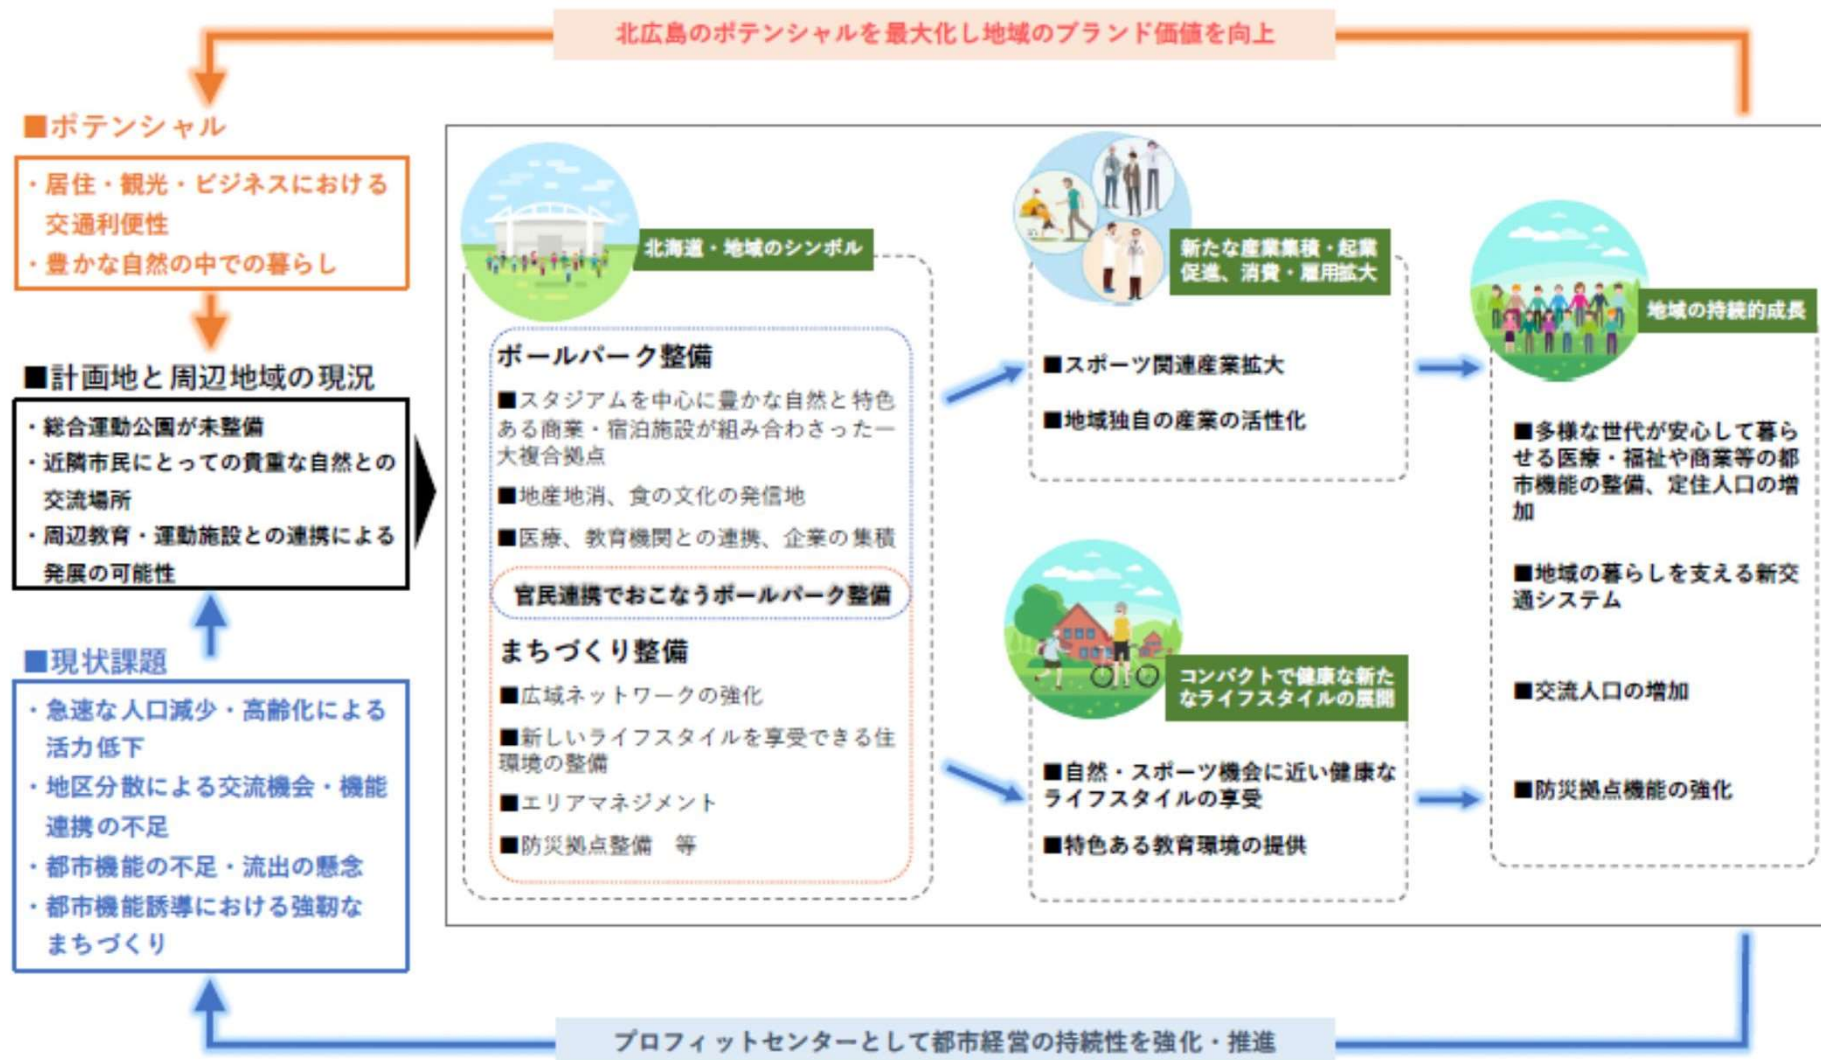 北広島のポテンシャルを最大化し地域のブランド価値を向上
■ポテンシャル
・居住・観光・ビジネスにおける
交通利便性
・豊かな自然の中での暮らし
■計画地と周辺地域の現況
・総合運動公園が未整備
・近隣市民にとっての貴重な自然との
交流場所
・周辺教育・運動施設との連携による
発展の可能性
■現状課題
・急速な人口減少・高齢化による
活力低下
・地区分散による交流機会・機能
連携の不足
・都市機能の不足・流出の懸念
・都市機能誘導における強靭な
まちづくり
北海道・地域のシンボル
ボールパーク整備
■スタジアムを中心に豊かな自然と特色
ある商業・宿泊施設が組み合わさった一
大複合拠点
■地産地消、食の文化の発信地
■医療、教育機関との連携、企業の集積
官民連携でおこなうボールパーク整備
まちづくり整備
■広域ネットワークの強化
■新しいライフスタイルを享受できる住
環境の整備
■エリアマネジメント
■防災拠点整備　等
新たな産業集積・起業
促進、消費・雇用拡大
■スポーツ関連産業拡大
■地域独自の産業の活性化
コンパクトで健康な新た
なライフスタイルの展開
■自然・スポーツ機会に近い健康な
ライフスタイルの享受
■特色ある教育環境の提供
地域の持続的成長
■多様な世代が安心して暮ら
せる医療・福祉や商業等の都
市機能の整備、定住人口の増
加
■地域の暮らしを支える新交
通システム
■交流人口の増加
■防災拠点機能の強化
プロフィットセンターとして都市経営の持続性を強化・推進